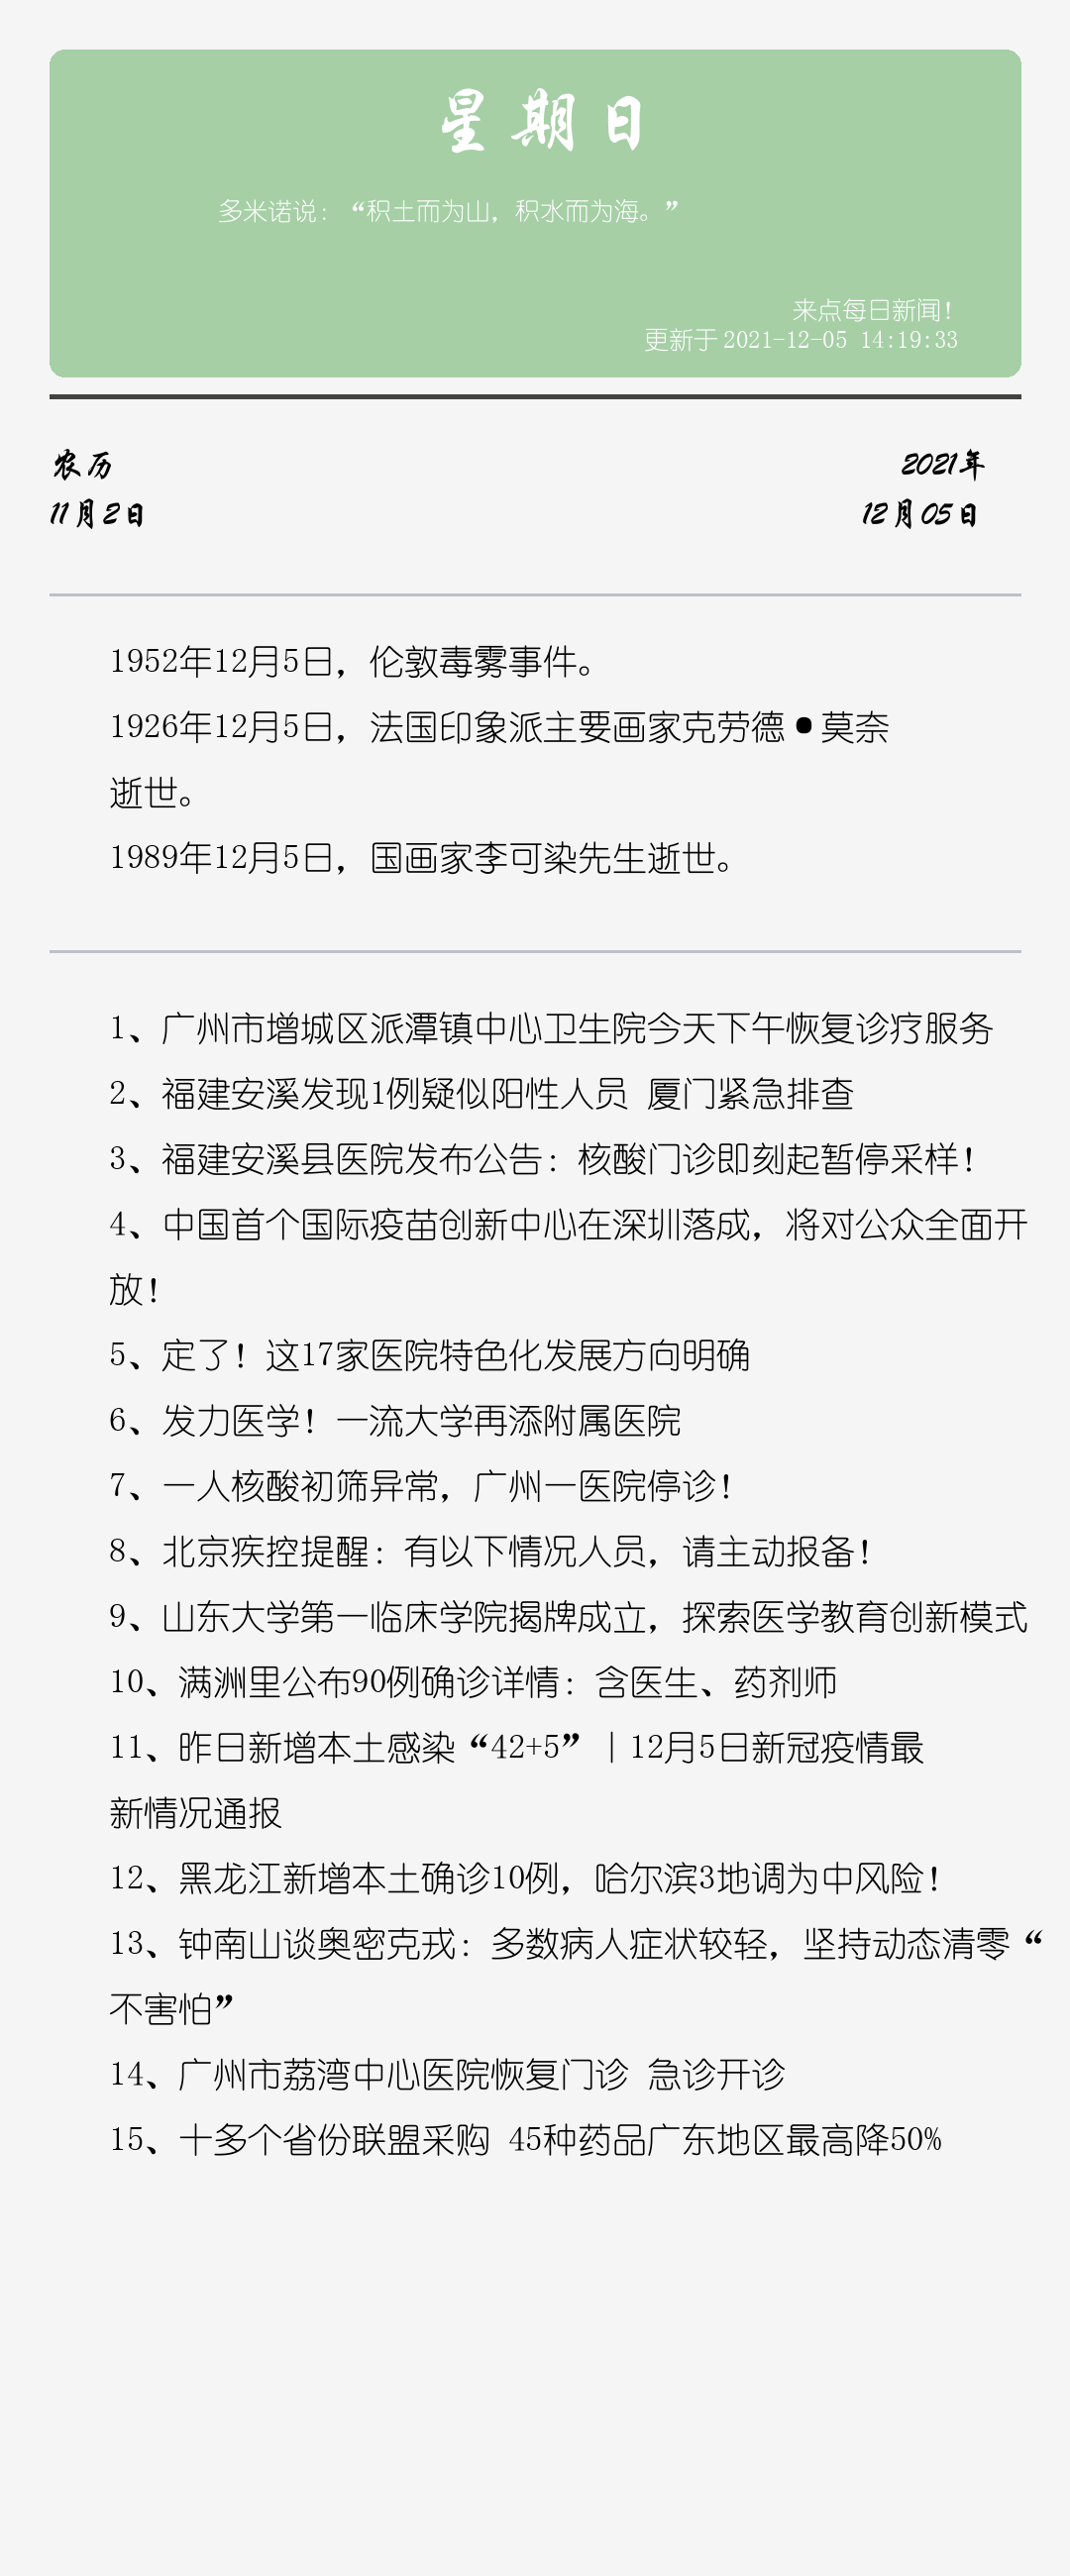 星期日
多米诺说：“积土而为山，积水而为海。”
来点每日新闻！
更新于2021-12-05 14:19:33
农历
2021年
11月2日
12月05日
1952年12月5日，伦敦毒雾事件。
1926年12月5日，法国印象派主要画家克劳德•莫奈
逝世。
1989年12月5日，国画家李可染先生逝世。
1、广州市增城区派潭镇中心卫生院今天下午恢复诊疗服务
2、福建安溪发现1例疑似阳性人员 厦门紧急排查
3、福建安溪县医院发布公告：核酸门诊即刻起暂停采样！
4、中国首个国际疫苗创新中心在深圳落成，将对公众全面开
放！
5、定了！这17家医院特色化发展方向明确
6、发力医学！一流大学再添附属医院
7、一人核酸初筛异常，广州一医院停诊！
8、北京疾控提醒：有以下情况人员，请主动报备！
9、山东大学第一临床学院揭牌成立，探索医学教育创新模式
10、满洲里公布90例确诊详情：含医生、药剂师
11、昨日新增本土感染“42+5”｜12月5日新冠疫情最
新情况通报
12、黑龙江新增本土确诊10例，哈尔滨3地调为中风险！
13、钟南山谈奥密克戎：多数病人症状较轻，坚持动态清零“
不害怕”
14、广州市荔湾中心医院恢复门诊 急诊开诊
15、十多个省份联盟采购 45种药品广东地区最高降50%